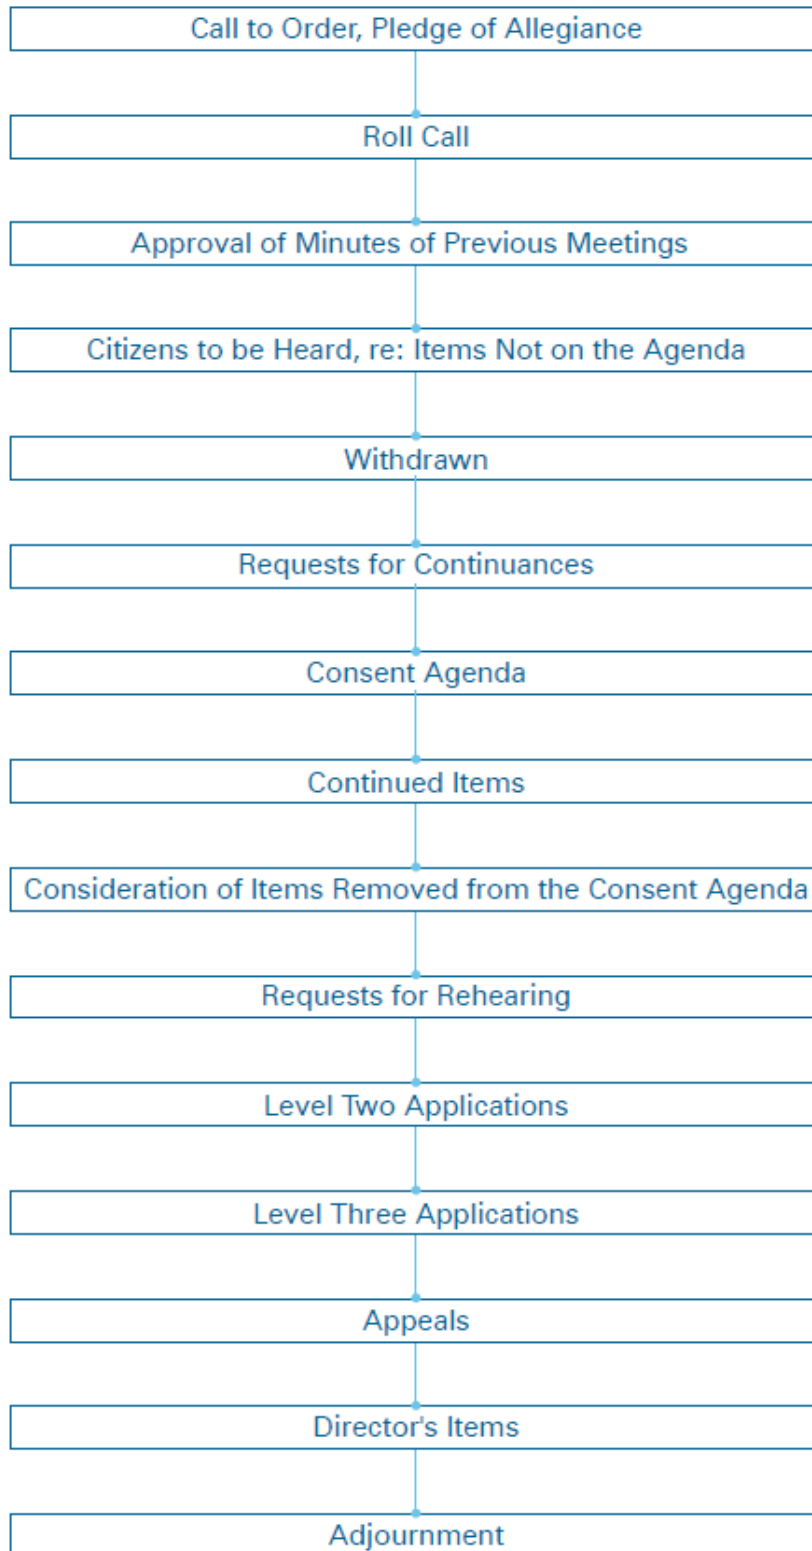 Call to Order, Pledge of Allegiance
Roll Call
Approval of Minutes of Previous Meetings
Citizens to be Heard, re: Items Not on the Agenda
Withdrawn
Requests for Continuances
Consent Agenda
Continued Items
Consideration of Items Removed from the Consent Agenda
Requests for Rehearing
Level Two Applications
Level Three Applications
Appeals
Director's Items
Adjournment